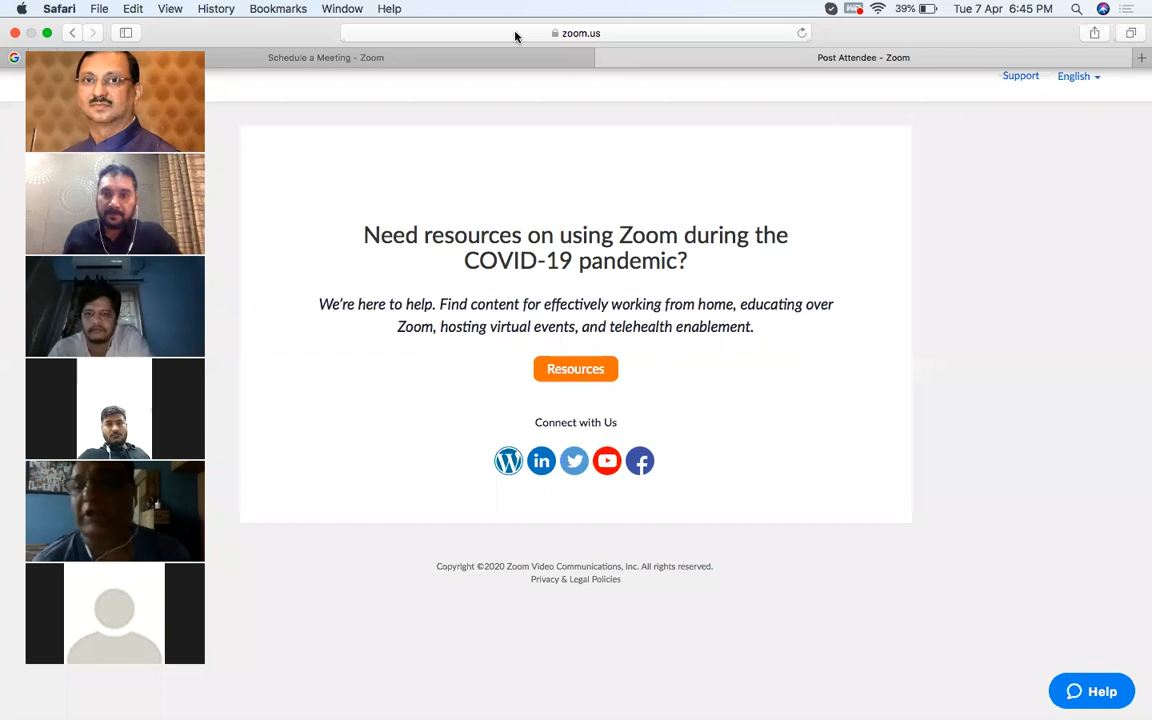 Safari File Edit View History Bookmarks Window Help 39% Tue 7 Apr 6:45 PM
zoom.us
Schedule a Meeting - Zoom Post Attendee - Zoom
Support English
Need resources on using Zoom during the
COVID-19 pandemic?
We're here to help. Find content for effectively working from home, educating over
Zoom, hosting virtual events, and telehealth enablement.
Resources
Connect with Us
Copyright ©2020 Zoom Video Communications, Inc. All rights reserved.
Privacy & Legal Policies
Help